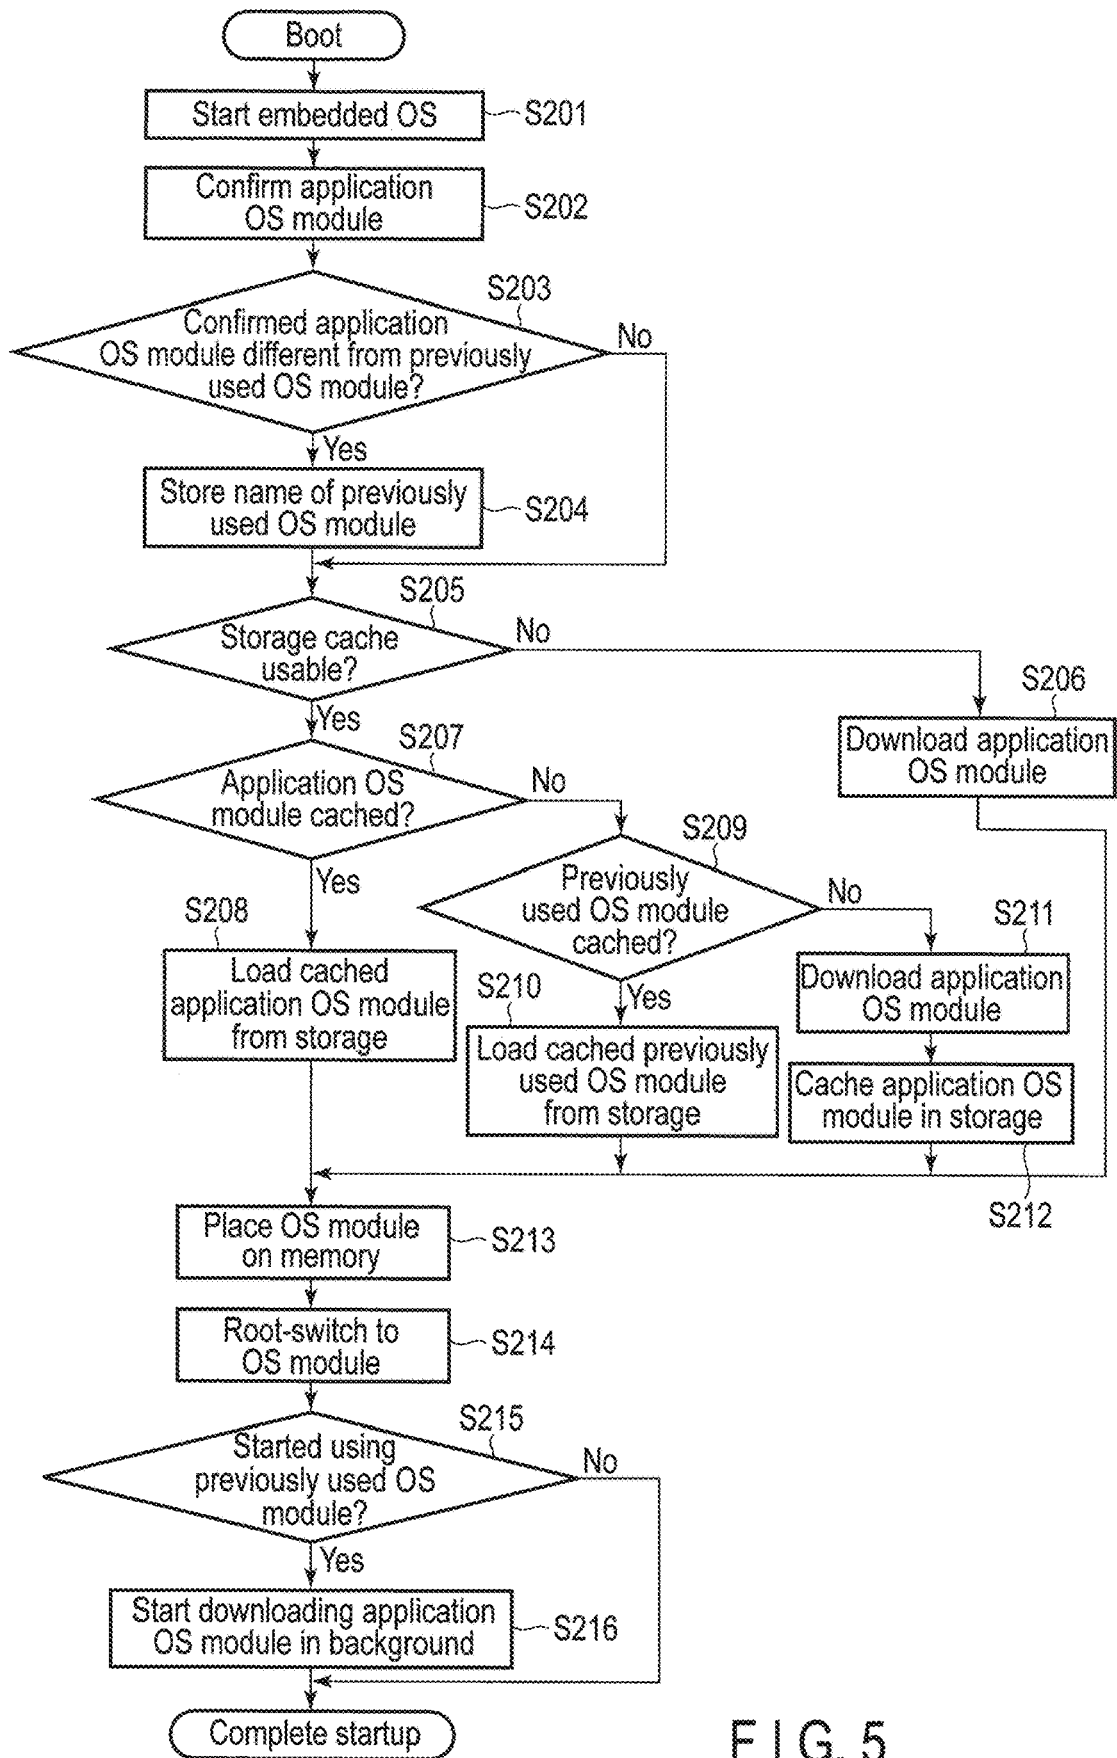 Boot
Start embedded OS
S201
Confirm application
OS module
S202
S203
Confirmed application
OS module different from previously
used OS module?
No
Yes
Store name of previously
used OS module
S204
S205
Storage cache
usable?
No
Yes
S206
Download application
OS module
S207
Application OS
module cached?
No
Yes
S208
Load cached
application OS module
from storage
S209
Previously
used OS module
cached?
No
Yes
S210
Load cached previously
used OS module
from storage
S211
Download application
OS module
Cache application OS
module in storage
S212
Place OS module
on memory
S213
Root-switch to
OS module
S214
S215
Started using
previously used OS
module?
No
Yes
Start downloading application
OS module in background
S216
Complete startup
FIG. 5